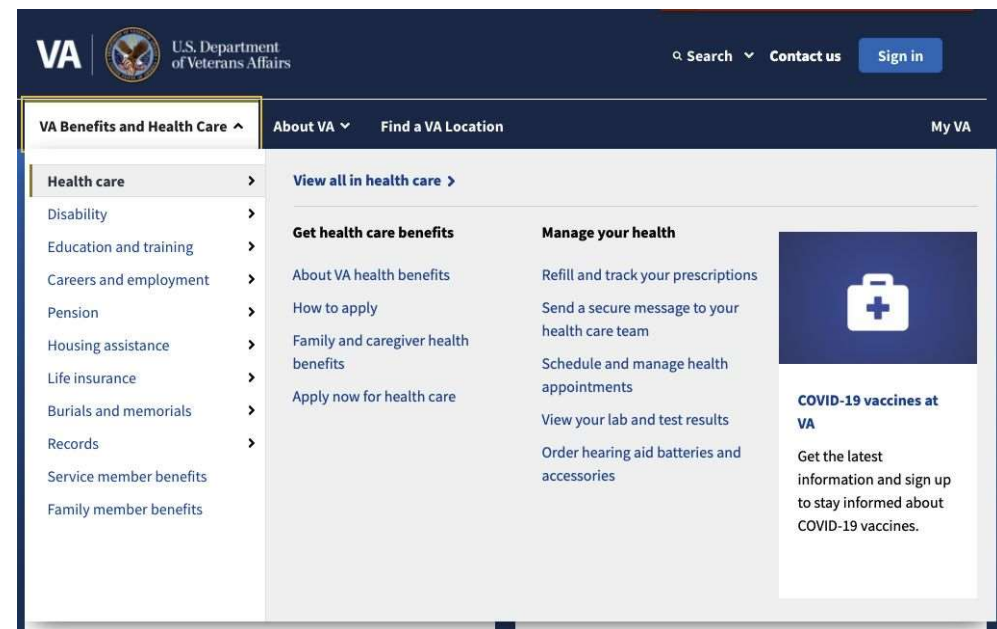 VA
U.S. Department
of Veterans Affairs
Search
Contact us
Sign in
VA Benefits and Health Care
About VA
Find a VA Location
My VA
Health care
Disability
Education and training
Careers and employment
Pension
Housing assistance
Life insurance
Burials and memorials
Records
Service member benefits
Family member benefits
View all in health care
Get health care benefits
About VA health benefits
How to apply
Family and caregiver health
benefits
Apply now for health care
Manage your health
Refill and track your prescriptions
Send a secure message to your
health care team
Schedule and manage health
appointments
View your lab and test results
Order hearing aid batteries and
accessories
COVID-19 vaccines at
VA
Get the latest
information and sign up
to stay informed about
COVID-19 vaccines.